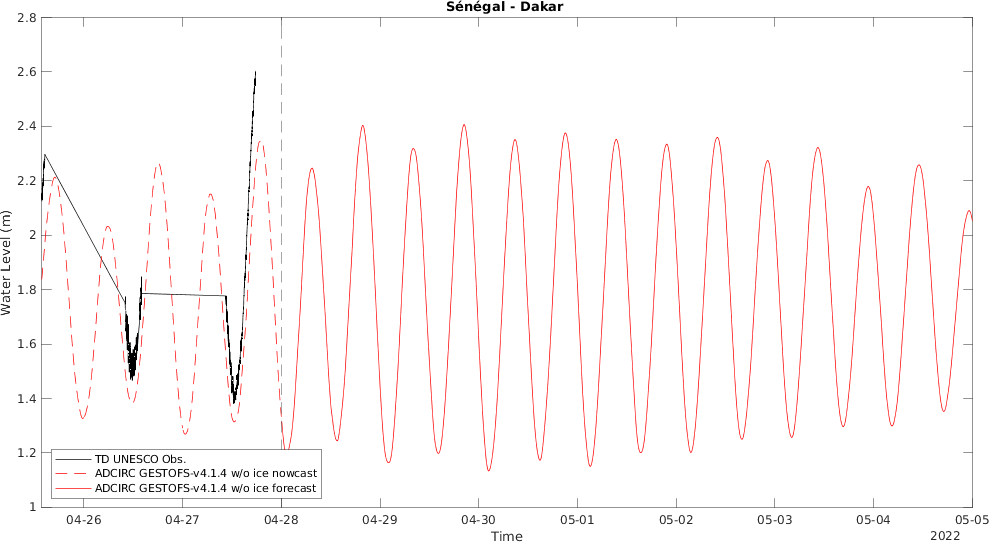 Sénégal - Dakar
Water Level (m)
2.8
2.6
2.4
2.2
2
1.8
1.6
1.4
1.2
1
TD UNESCO Obs.
ADCIRC GESTOFS-v4.1.4 w/o ice nowcast
ADCIRC GESTOFS-v4.1.4 w/o ice forecast
04-26 04-27 04-28 04-29 04-30 05-01 05-02 05-03 05-04 05-05
Time
2022